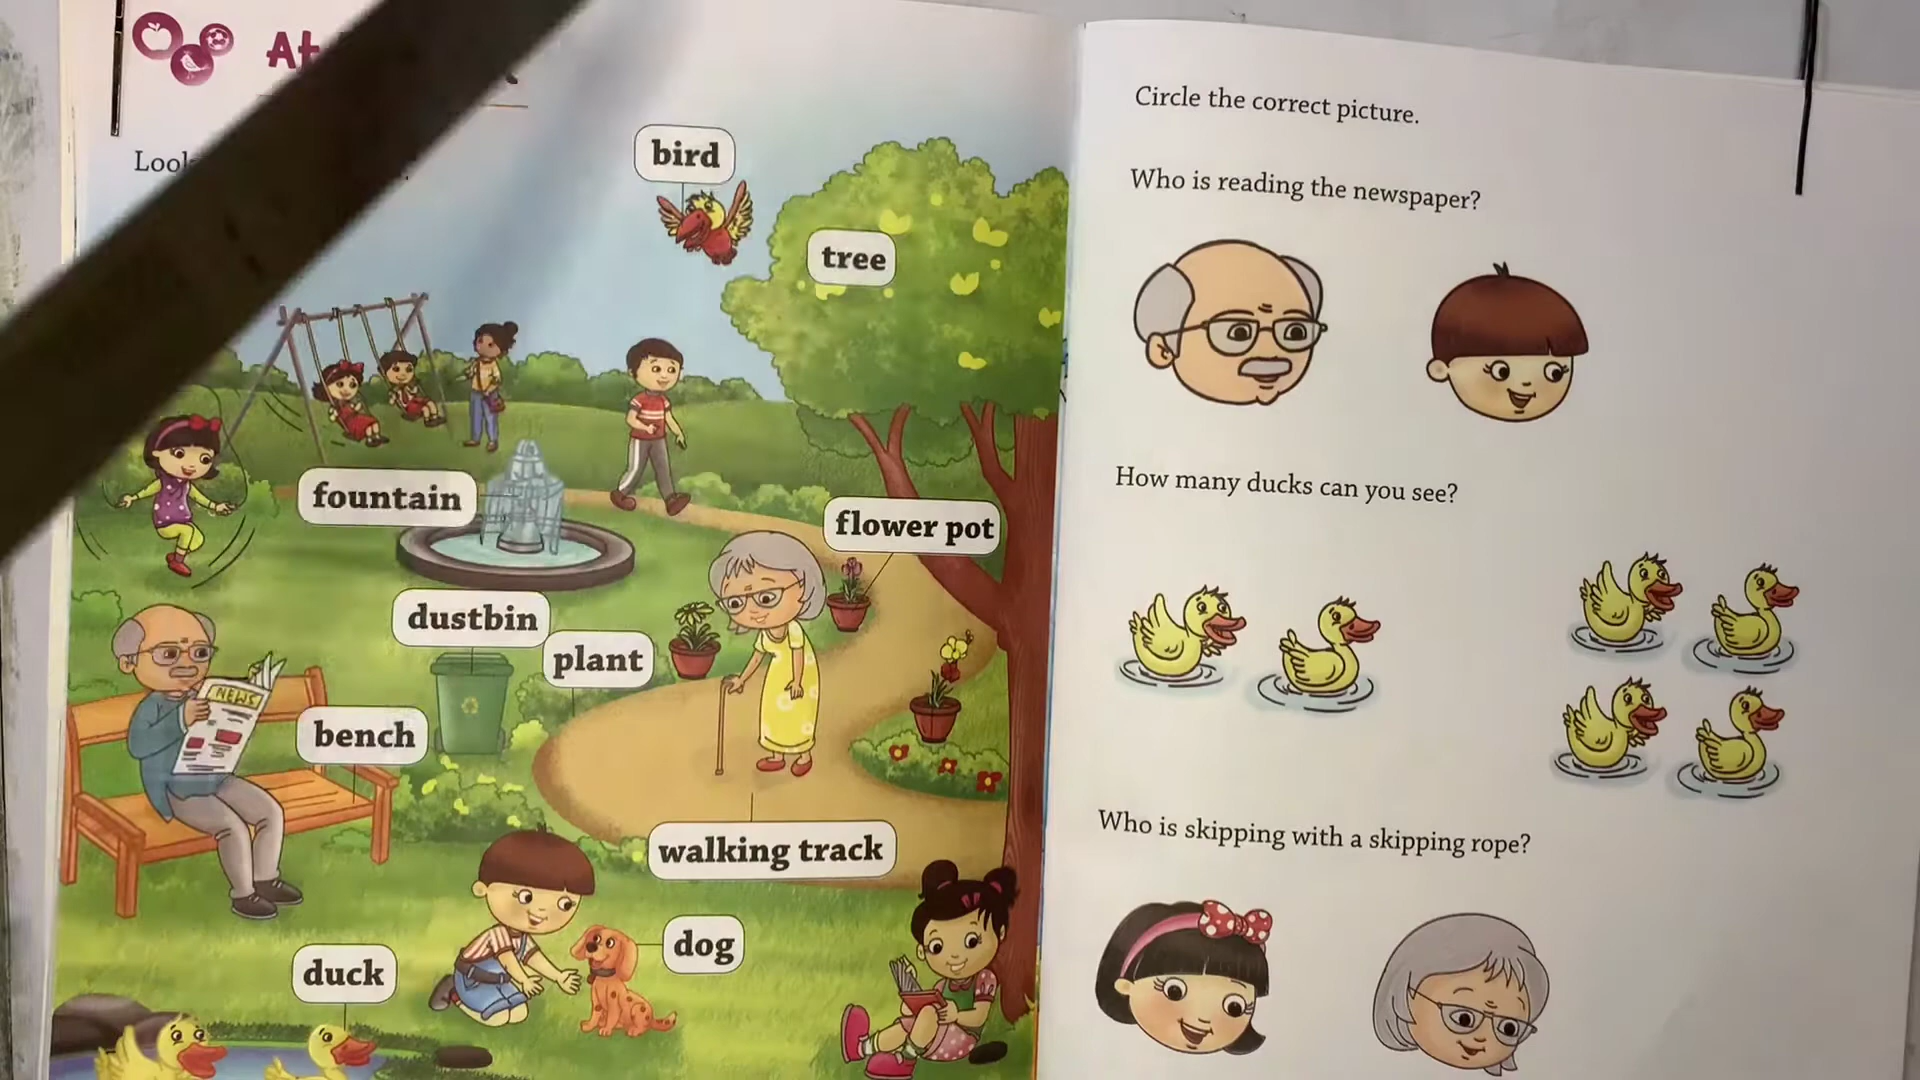 At
bird
tree
fountain
flower pot
dustbin
plant
NEWS
bench
walking track
dog
duck
Circle the correct picture.
Who is reading the newspaper?
How many ducks can you see?
Who is skipping with a skipping rope?